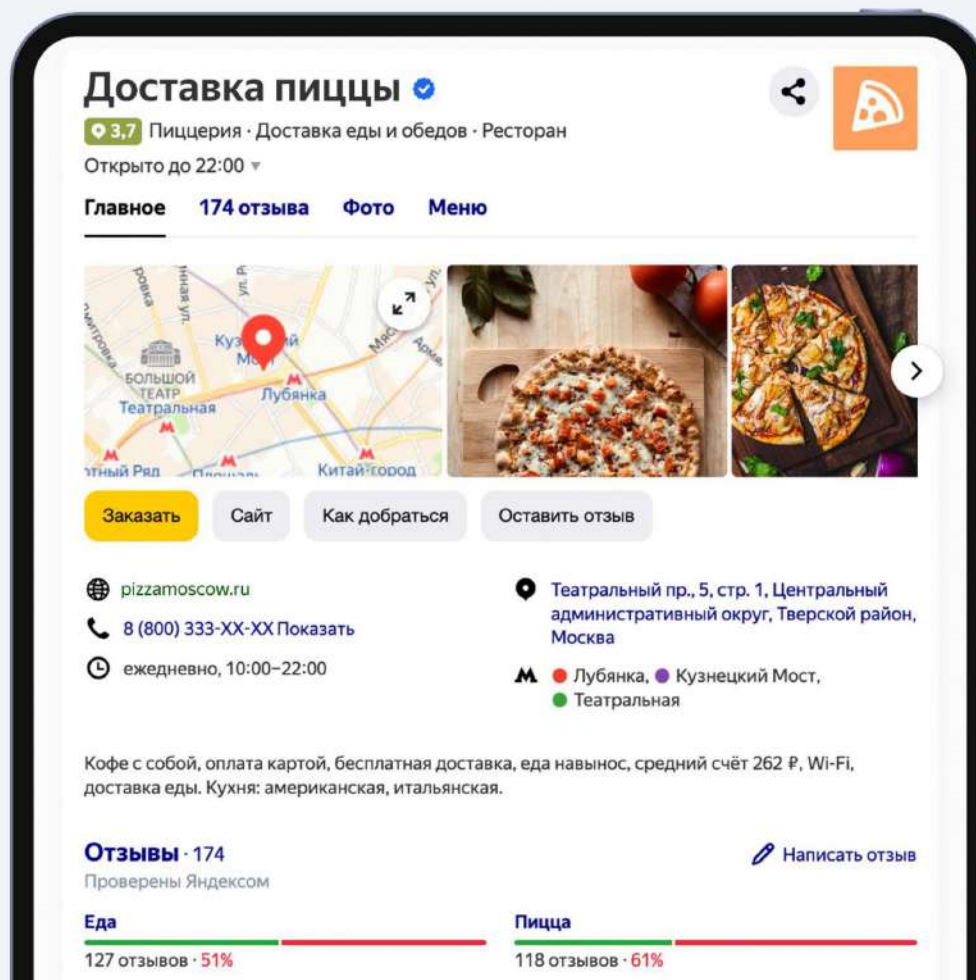 Доставка пиццы
3,7 Пиццерия · Доставка еды и обедов · Ресторан
Открыто до 22:00
Главное 174 отзыва Фото Меню
БОЛЬШОЙ
ТЕАТР
Театральная
Лубянка
Китай-город
Заказать Сайт Как добраться Оставить отзыв
pizzamoscow.ru
8 (800) 333-XX-XX Показать
ежедневно, 10:00–22:00
Театральный пр., 5, стр. 1, Центральный
административный округ, Тверской район,
Москва
Лубянка, Кузнецкий Мост,
Театральная
Кофе с собой, оплата картой, бесплатная доставка, еда навынос, средний счёт 262 ₽, Wi-Fi,
доставка еды. Кухня: американская, итальянская.
Отзывы · 174
Написать отзыв
Проверены Яндексом
Еда
127 отзывов · 51%
Пицца
118 отзывов · 61%